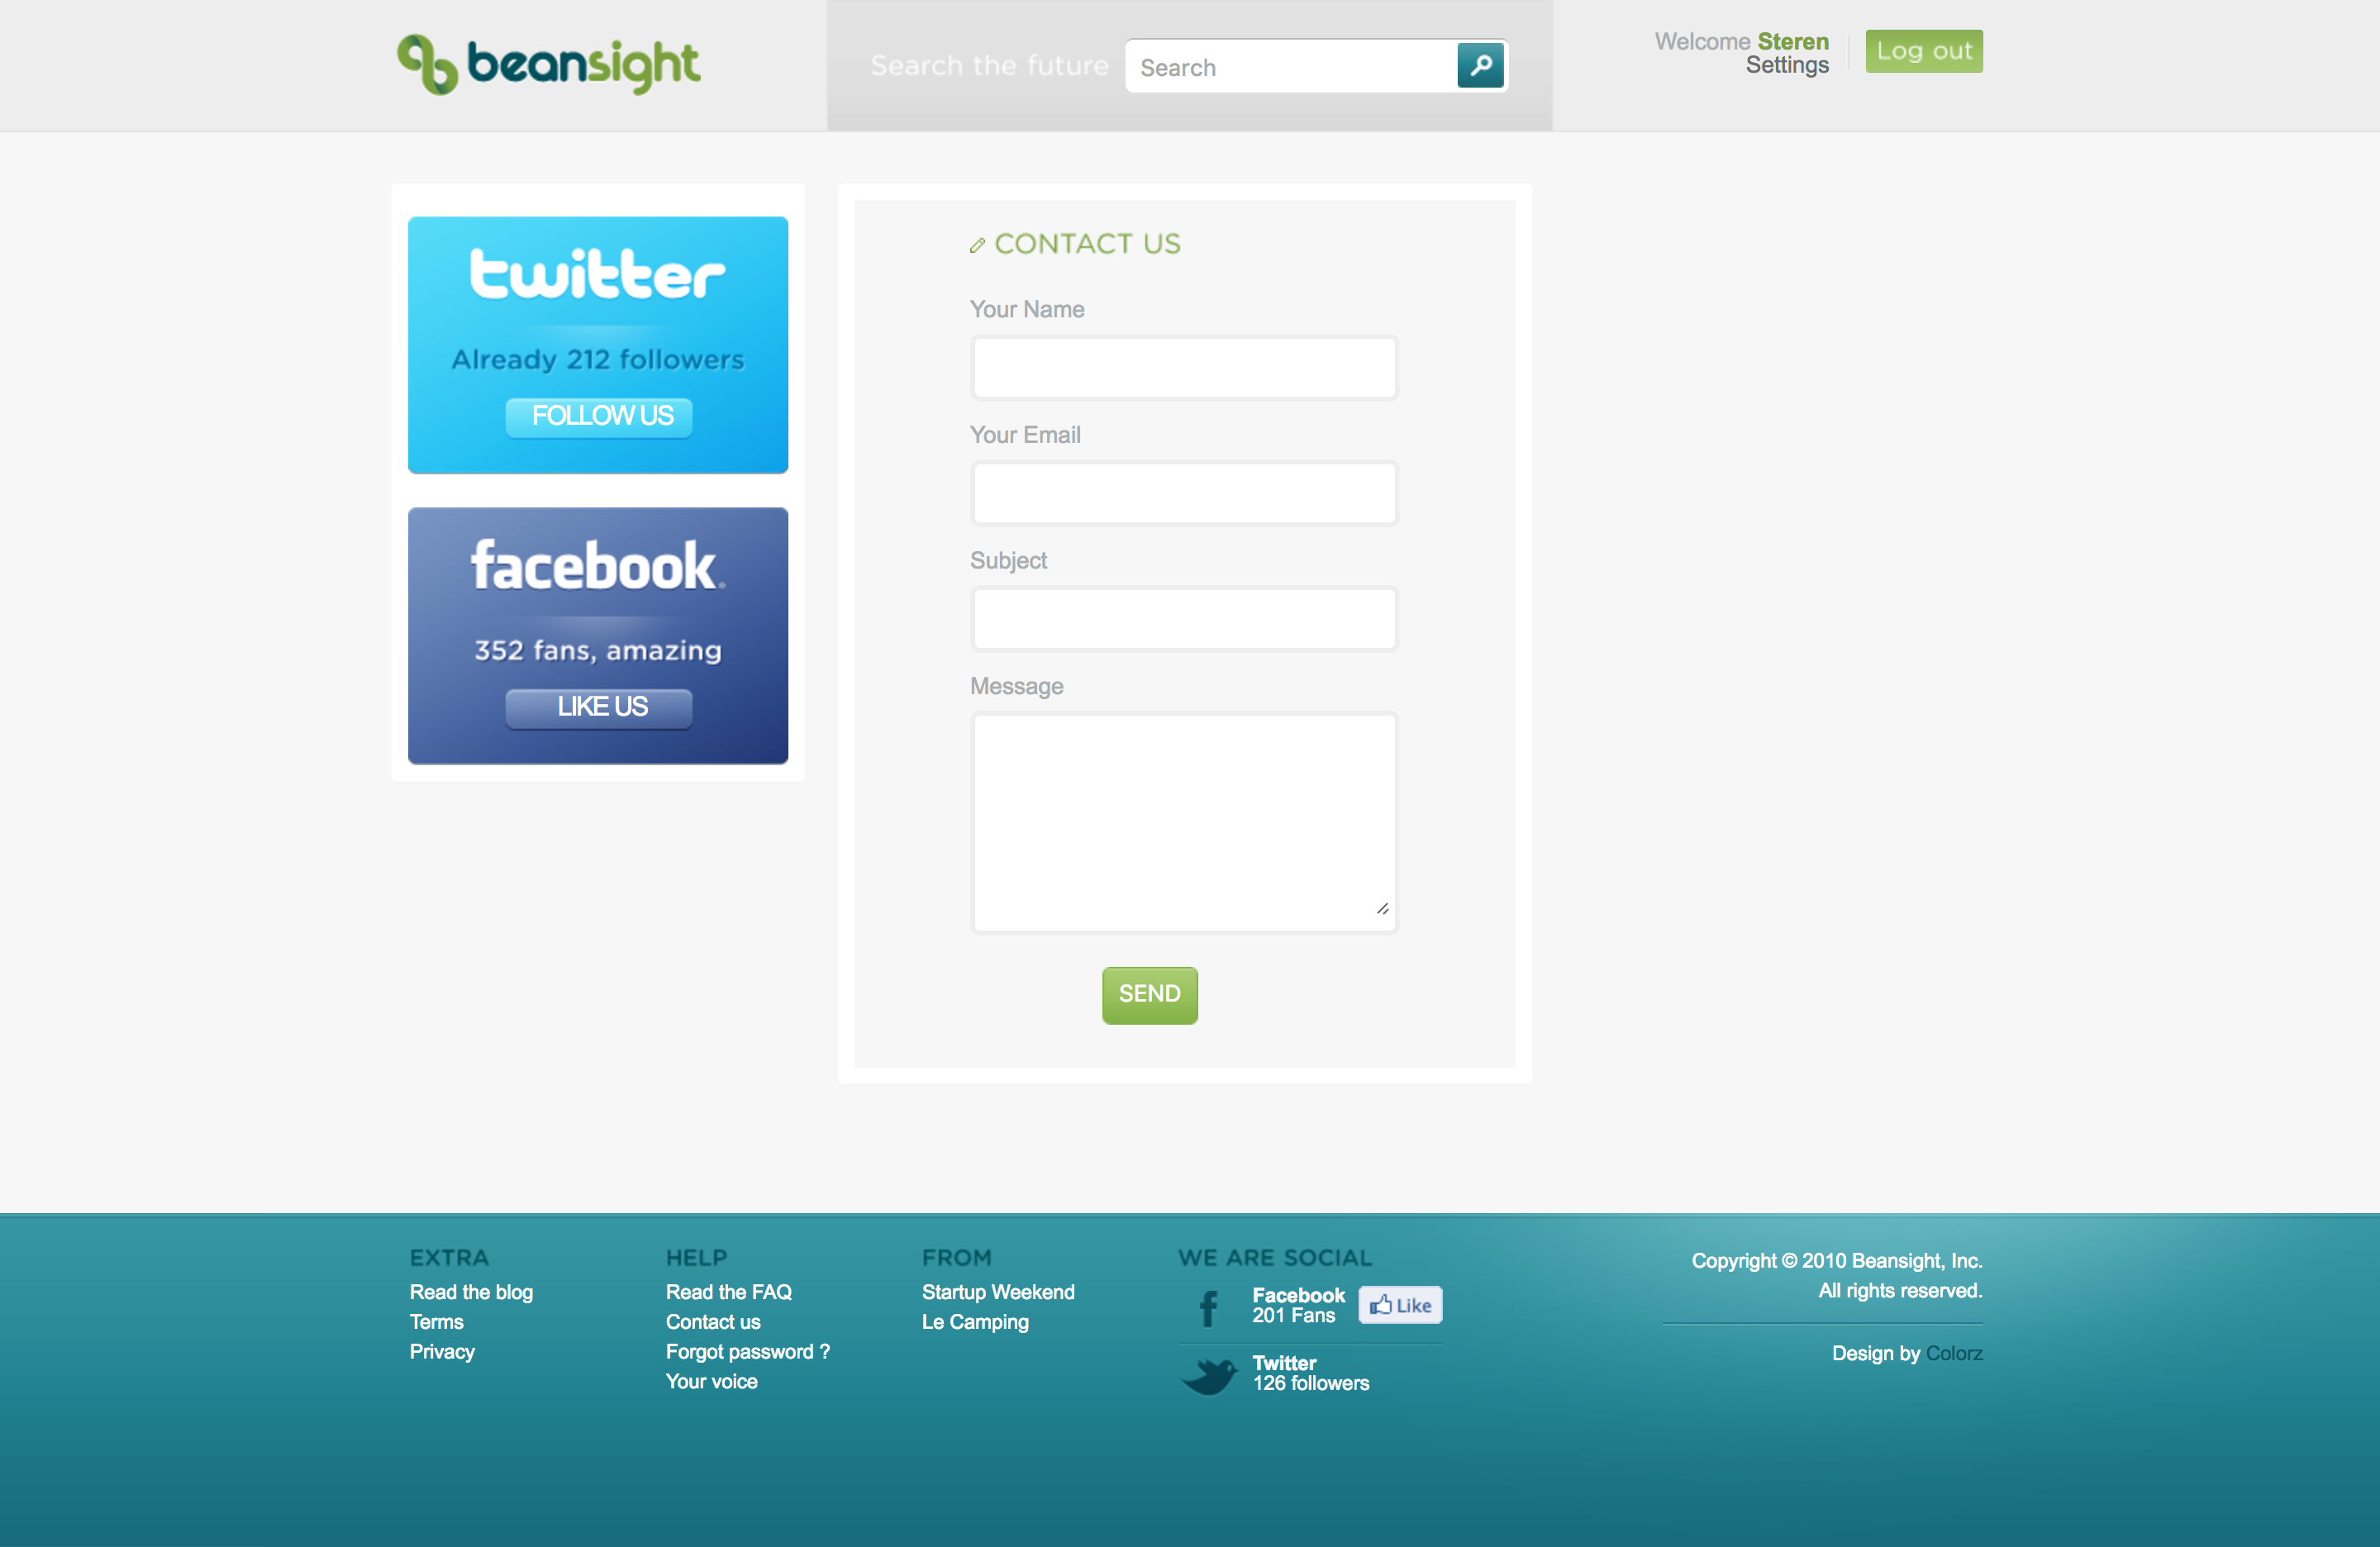 beansight
Search the future
Search
Welcome Steren
Settings
Log out
twitter
Already 212 followers
FOLLOW US
facebook.
352 fans, amazing
LIKE US
CONTACT US
Your Name
Your Email
Subject
Message
SEND
EXTRA
Read the blog
Terms
Privacy
HELP
Read the FAQ
Contact us
Forgot password ?
Your voice
FROM
Startup Weekend
Le Camping
WE ARE SOCIAL
Facebook
201 Fans
Like
Twitter
126 followers
Copyright © 2010 Beansight, Inc.
All rights reserved.
Design by Colorz